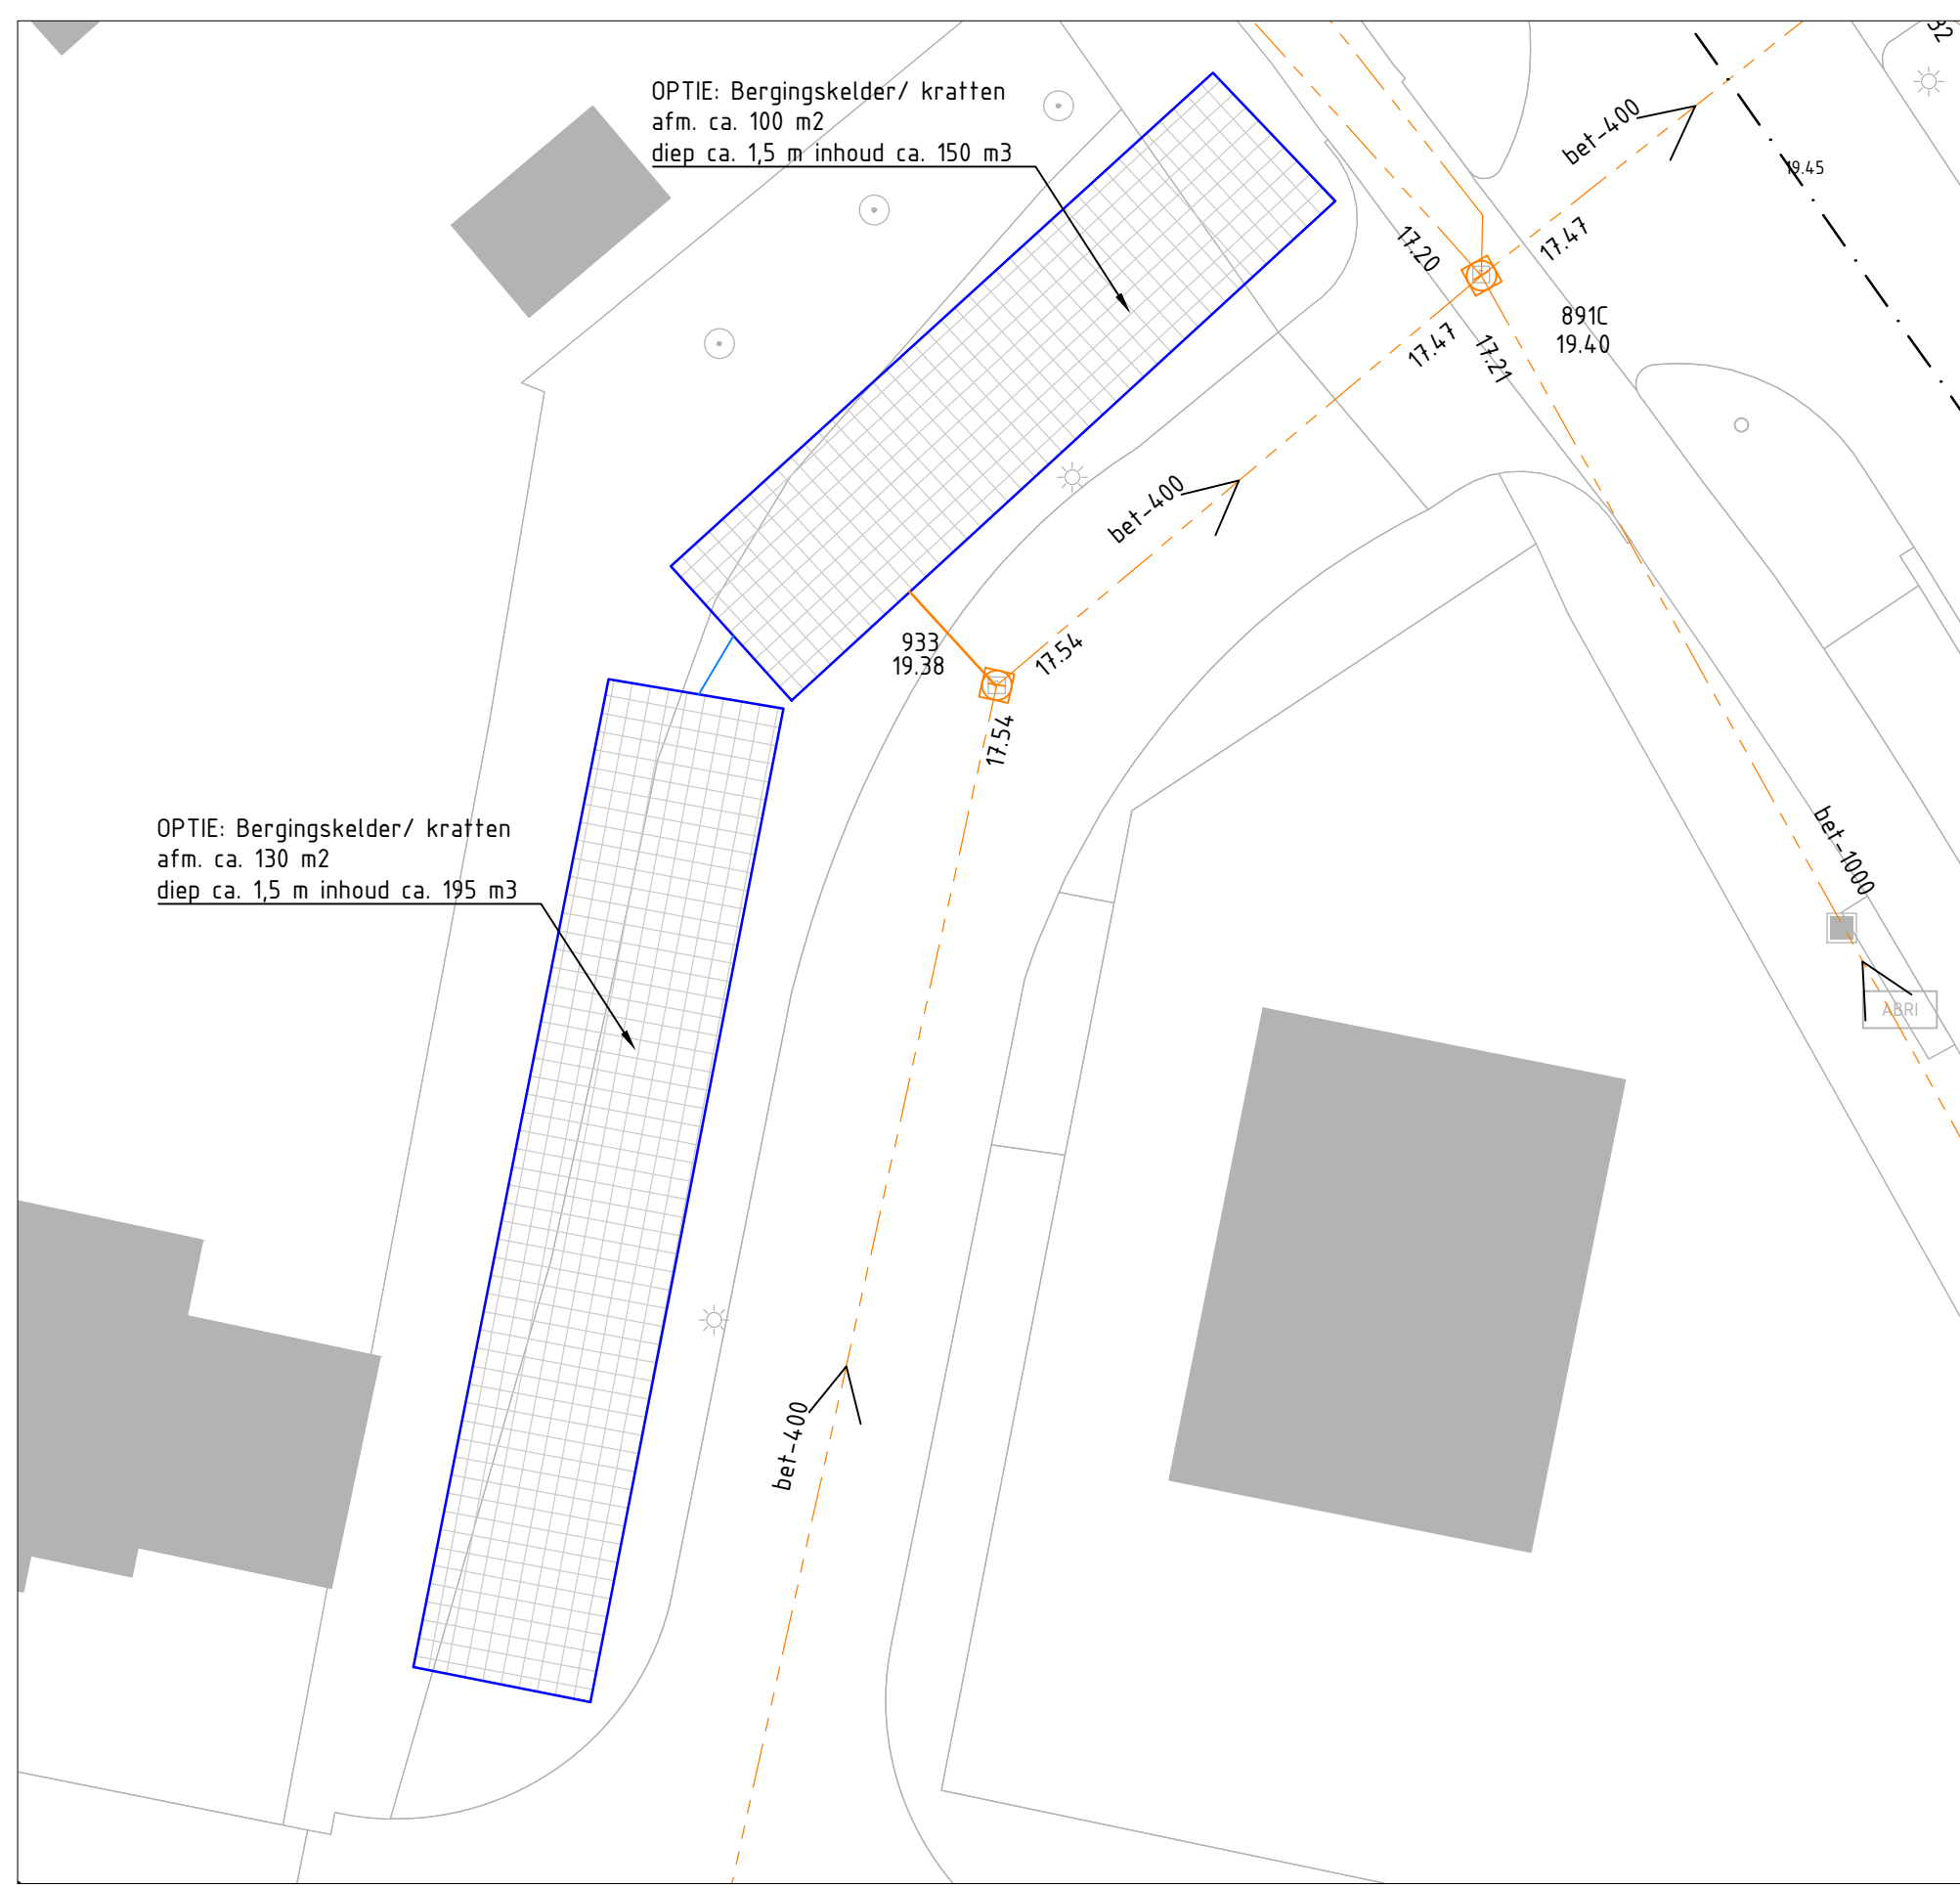 OPTIE: Bergingskelder/ kratten
afm. ca. 100 m2
diep ca. 1,5 m inhoud ca. 150 m3
bet-400
19.45
17.20
17.47
891C
19.40
17.47
17.21
bet-400
933
19.38
17.54
17.54
OPTIE: Bergingskelder/ kratten
afm. ca. 130 m2
diep ca. 1,5 m inhoud ca. 195 m3
bet-1000
ABRI
bet-400